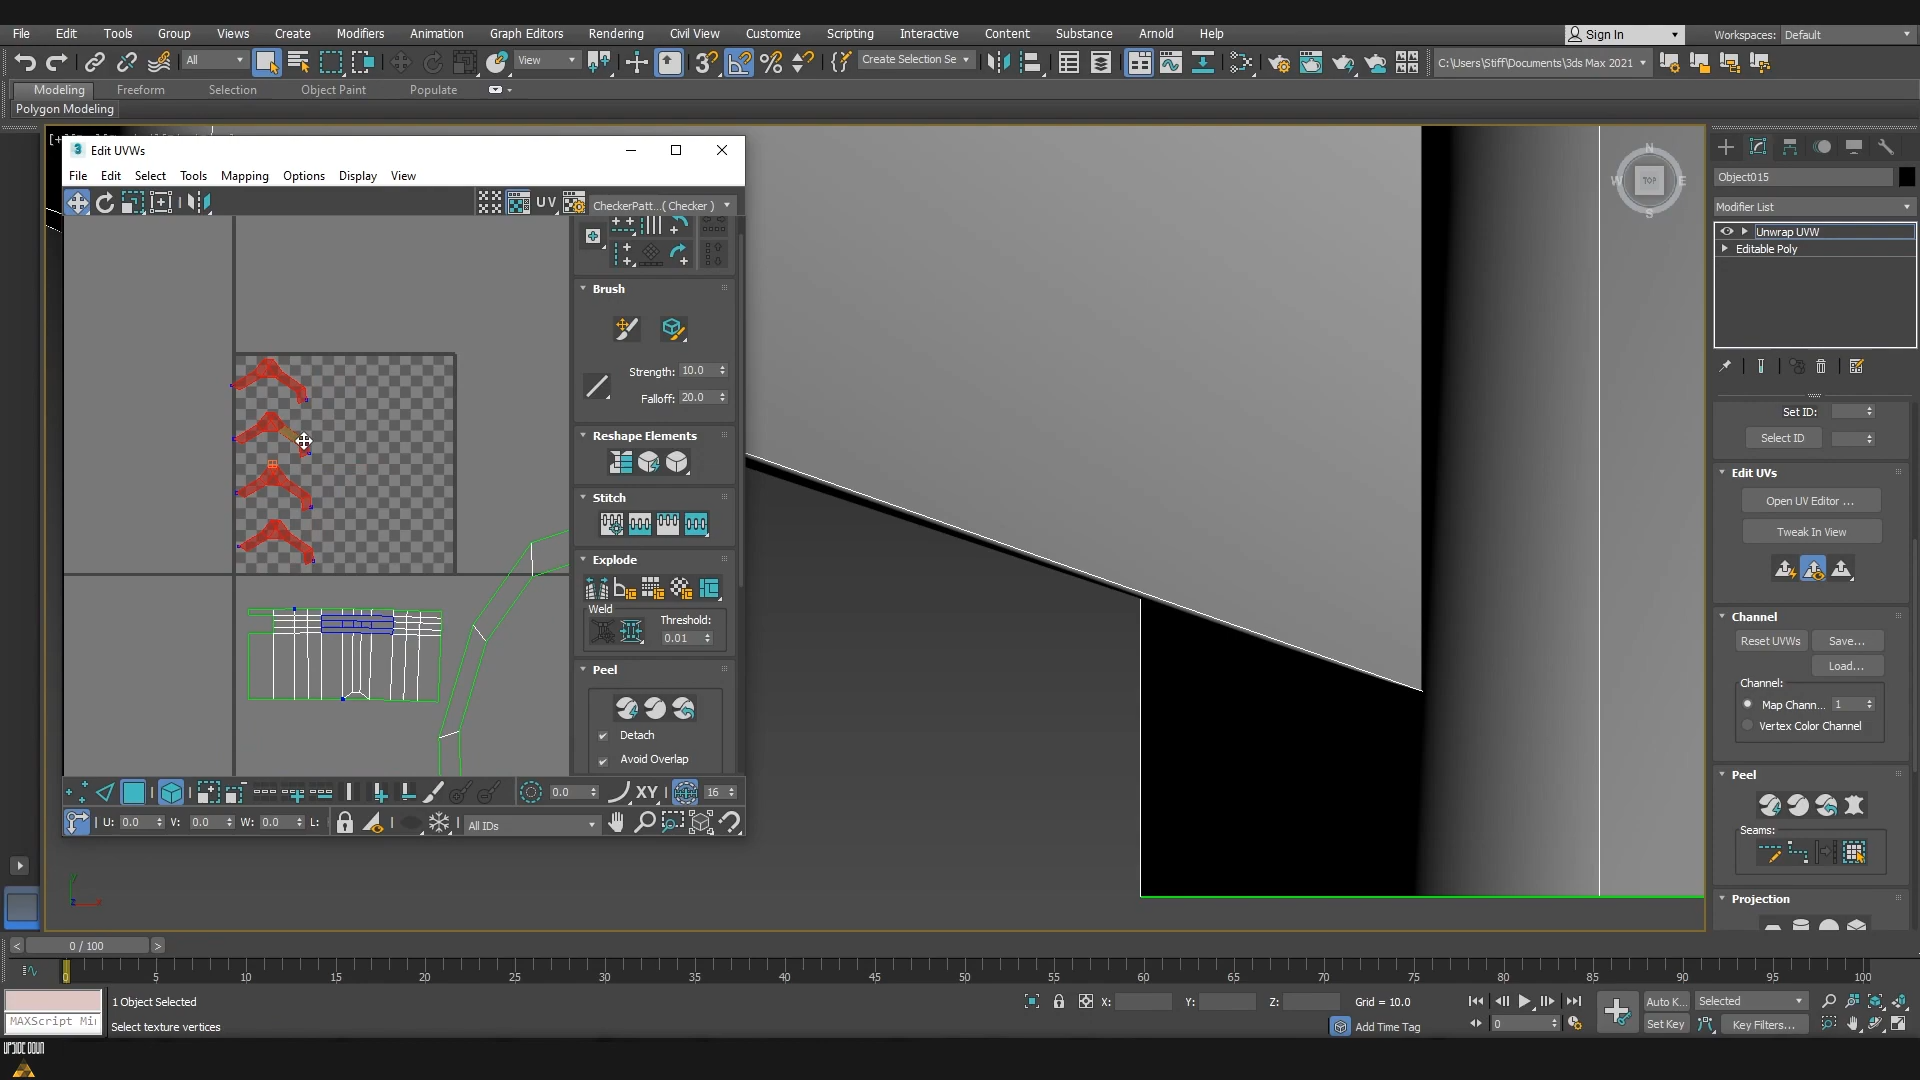 File Edit Tools Group Views Create Modifiers Animation Graph Editors Rendering Civil View Customize Scripting Interactive Content Substance Arnold Help
Sign In Workspaces: Default
All View Create Selection Se C:\Users\Stiff\Documents\3ds Max 2021
Modeling Freeform Selection Object Paint Populate
Polygon Modeling
3 Edit UVWs
File Edit Select Tools Mapping Options Display View
UV CheckerPatt...( Checker )
Brush
Strength: 10.0
Falloff: 20.0
Reshape Elements
Stitch
Explode
Weld
Threshold:
0.01
Peel
Detach
Avoid Overlap
0.0 XY 16
U: 0.0 V: 0.0 W: 0.0 L: All IDs
N
W TOP E
S
Object015
Modifier List
Unwrap UVW
Editable Poly
Set ID:
Select ID
Edit UVs
Open UV Editor ...
Tweak In View
Channel
Reset UVWs Save...
Load...
Channel:
Map Chann... 1
Vertex Color Channel
Peel
Seams:
Projection
y
z x
< 0 / 100 >
0 5 10 15 20 25 30 35 40 45 50 55 60 65 70 75 80 85 90 95 100
1 Object Selected X: Y: Z: Grid = 10.0 Auto K... Selected
MAXScript Mi
Select texture vertices Add Time Tag 0 Set Key Key Filters...
UPSIDE DOWN